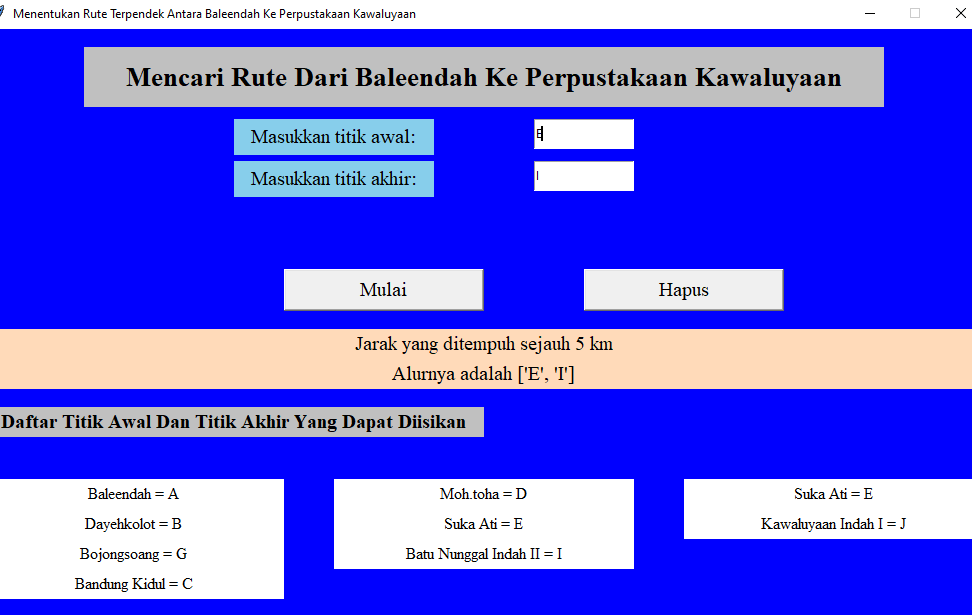 Menentukan Rute Terpendek Antara Baleendah Ke Perpustakaan Kawaluyaan
Mencari Rute Dari Baleendah Ke Perpustakaan Kawaluyaan
Masukkan titik awal: E
Masukkan titik akhir: I
Mulai Hapus
Jarak yang ditempuh sejauh 5 km
Alurnya adalah ['E', 'I']
Daftar Titik Awal Dan Titik Akhir Yang Dapat Diisikan
Baleendah = A
Dayehkolot = B
Bojongsoang = G
Bandung Kidul = C
Moh.toha = D
Suka Ati = E
Batu Nunggal Indah II = I
Suka Ati = E
Kawaluyaan Indah I = J